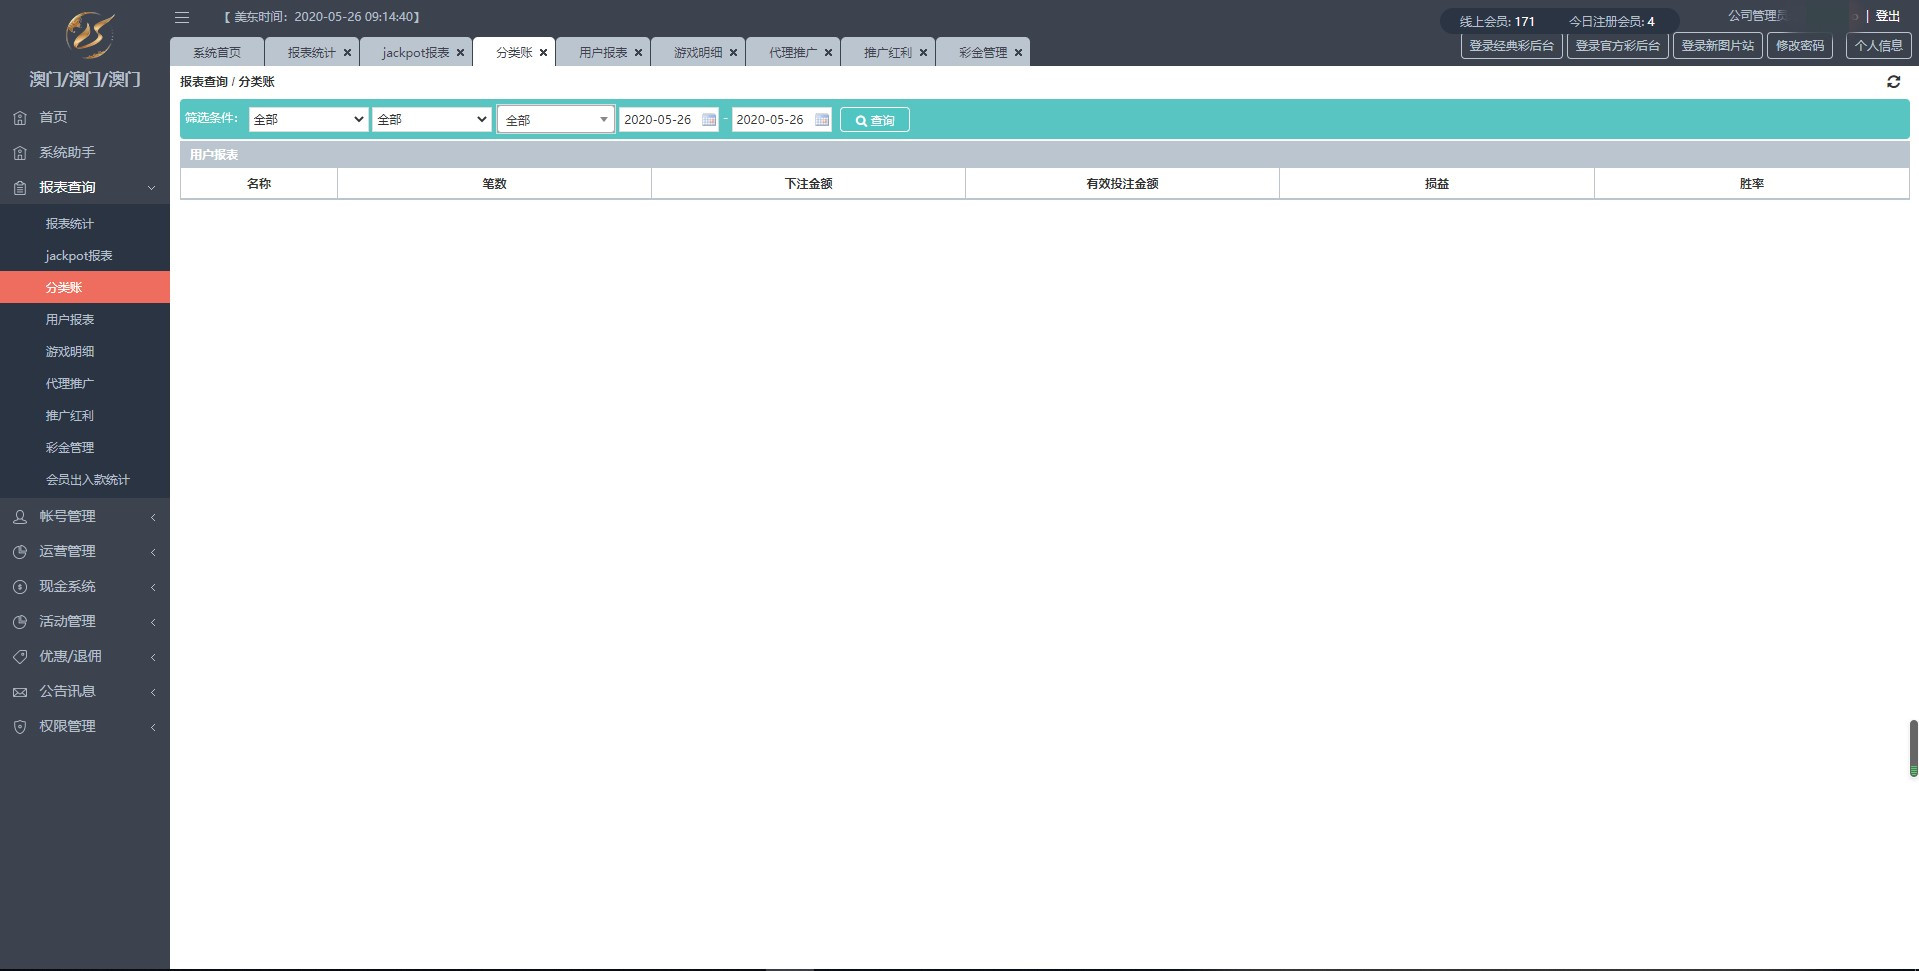 【 美东时间：2020-05-26 09:14:40】
线上会员: 171 今日注册会员: 4
公司管理员
| 登出
登录经典彩后台 登录官方彩后台 登录新图片站 修改密码 个人信息
澳门/澳门/澳门
系统首页 报表统计 jackpot报表 分类账 用户报表 游戏明细 代理推广 推广红利 彩金管理
报表查询 / 分类账
筛选条件: 全部 全部 全部 2020-05-26 - 2020-05-26 查询
用户报表
名称 笔数 下注金额 有效投注金额 损益 胜率
首页
系统助手
报表查询
报表统计
jackpot报表
分类账
用户报表
游戏明细
代理推广
推广红利
彩金管理
会员出入款统计
帐号管理
运营管理
现金系统
活动管理
优惠/退佣
公告讯息
权限管理